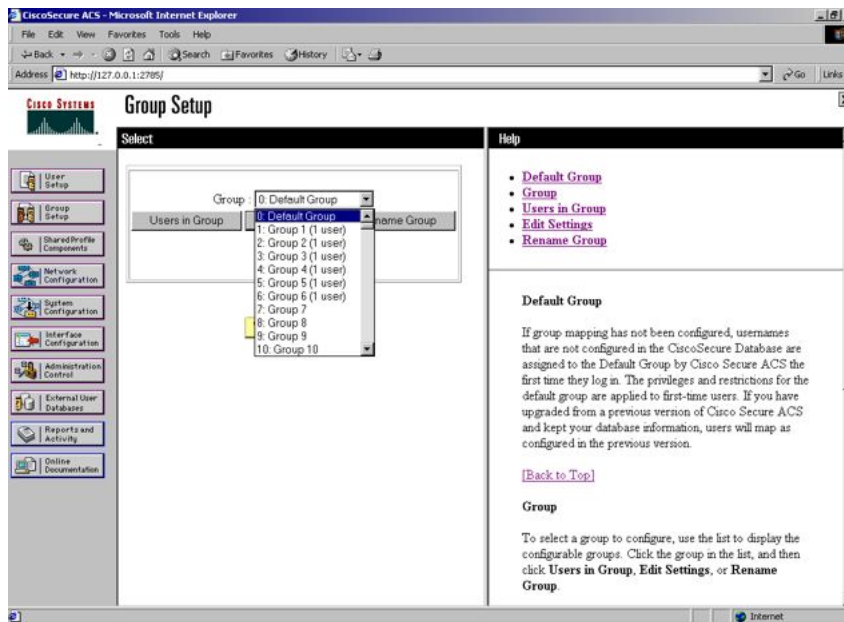 CiscoSecure ACS - Microsoft Internet Explorer
File Edit View Favorites Tools Help
Back Search Favorites History
Address http://127.0.0.1:2785/ Go Links
CISCO SYSTEMS
Group Setup
Select
Help
User Setup
Group Setup
Shared Profile Components
Network Configuration
System Configuration
Interface Configuration
Administration Control
External User Databases
Reports and Activity
Online Documentation
Group : 0: Default Group
Users in Group
name Group
0: Default Group
1: Group 1 (1 user)
2: Group 2 (1 user)
3: Group 3 (1 user)
4: Group 4 (1 user)
5: Group 5 (1 user)
6: Group 6 (1 user)
7: Group 7
8: Group 8
9: Group 9
10: Group 10
Default Group
Group
Users in Group
Edit Settings
Rename Group
Default Group
If group mapping has not been configured, usernames
that are not configured in the CiscoSecure Database are
assigned to the Default Group by Cisco Secure ACS the
first time they log in. The privileges and restrictions for the
default group are applied to first-time users. If you have
upgraded from a previous version of Cisco Secure ACS
and kept your database information, users will map as
configured in the previous version.
[Back to Top]
Group
To select a group to configure, use the list to display the
configurable groups. Click the group in the list, and then
click Users in Group, Edit Settings, or Rename
Group.
Internet